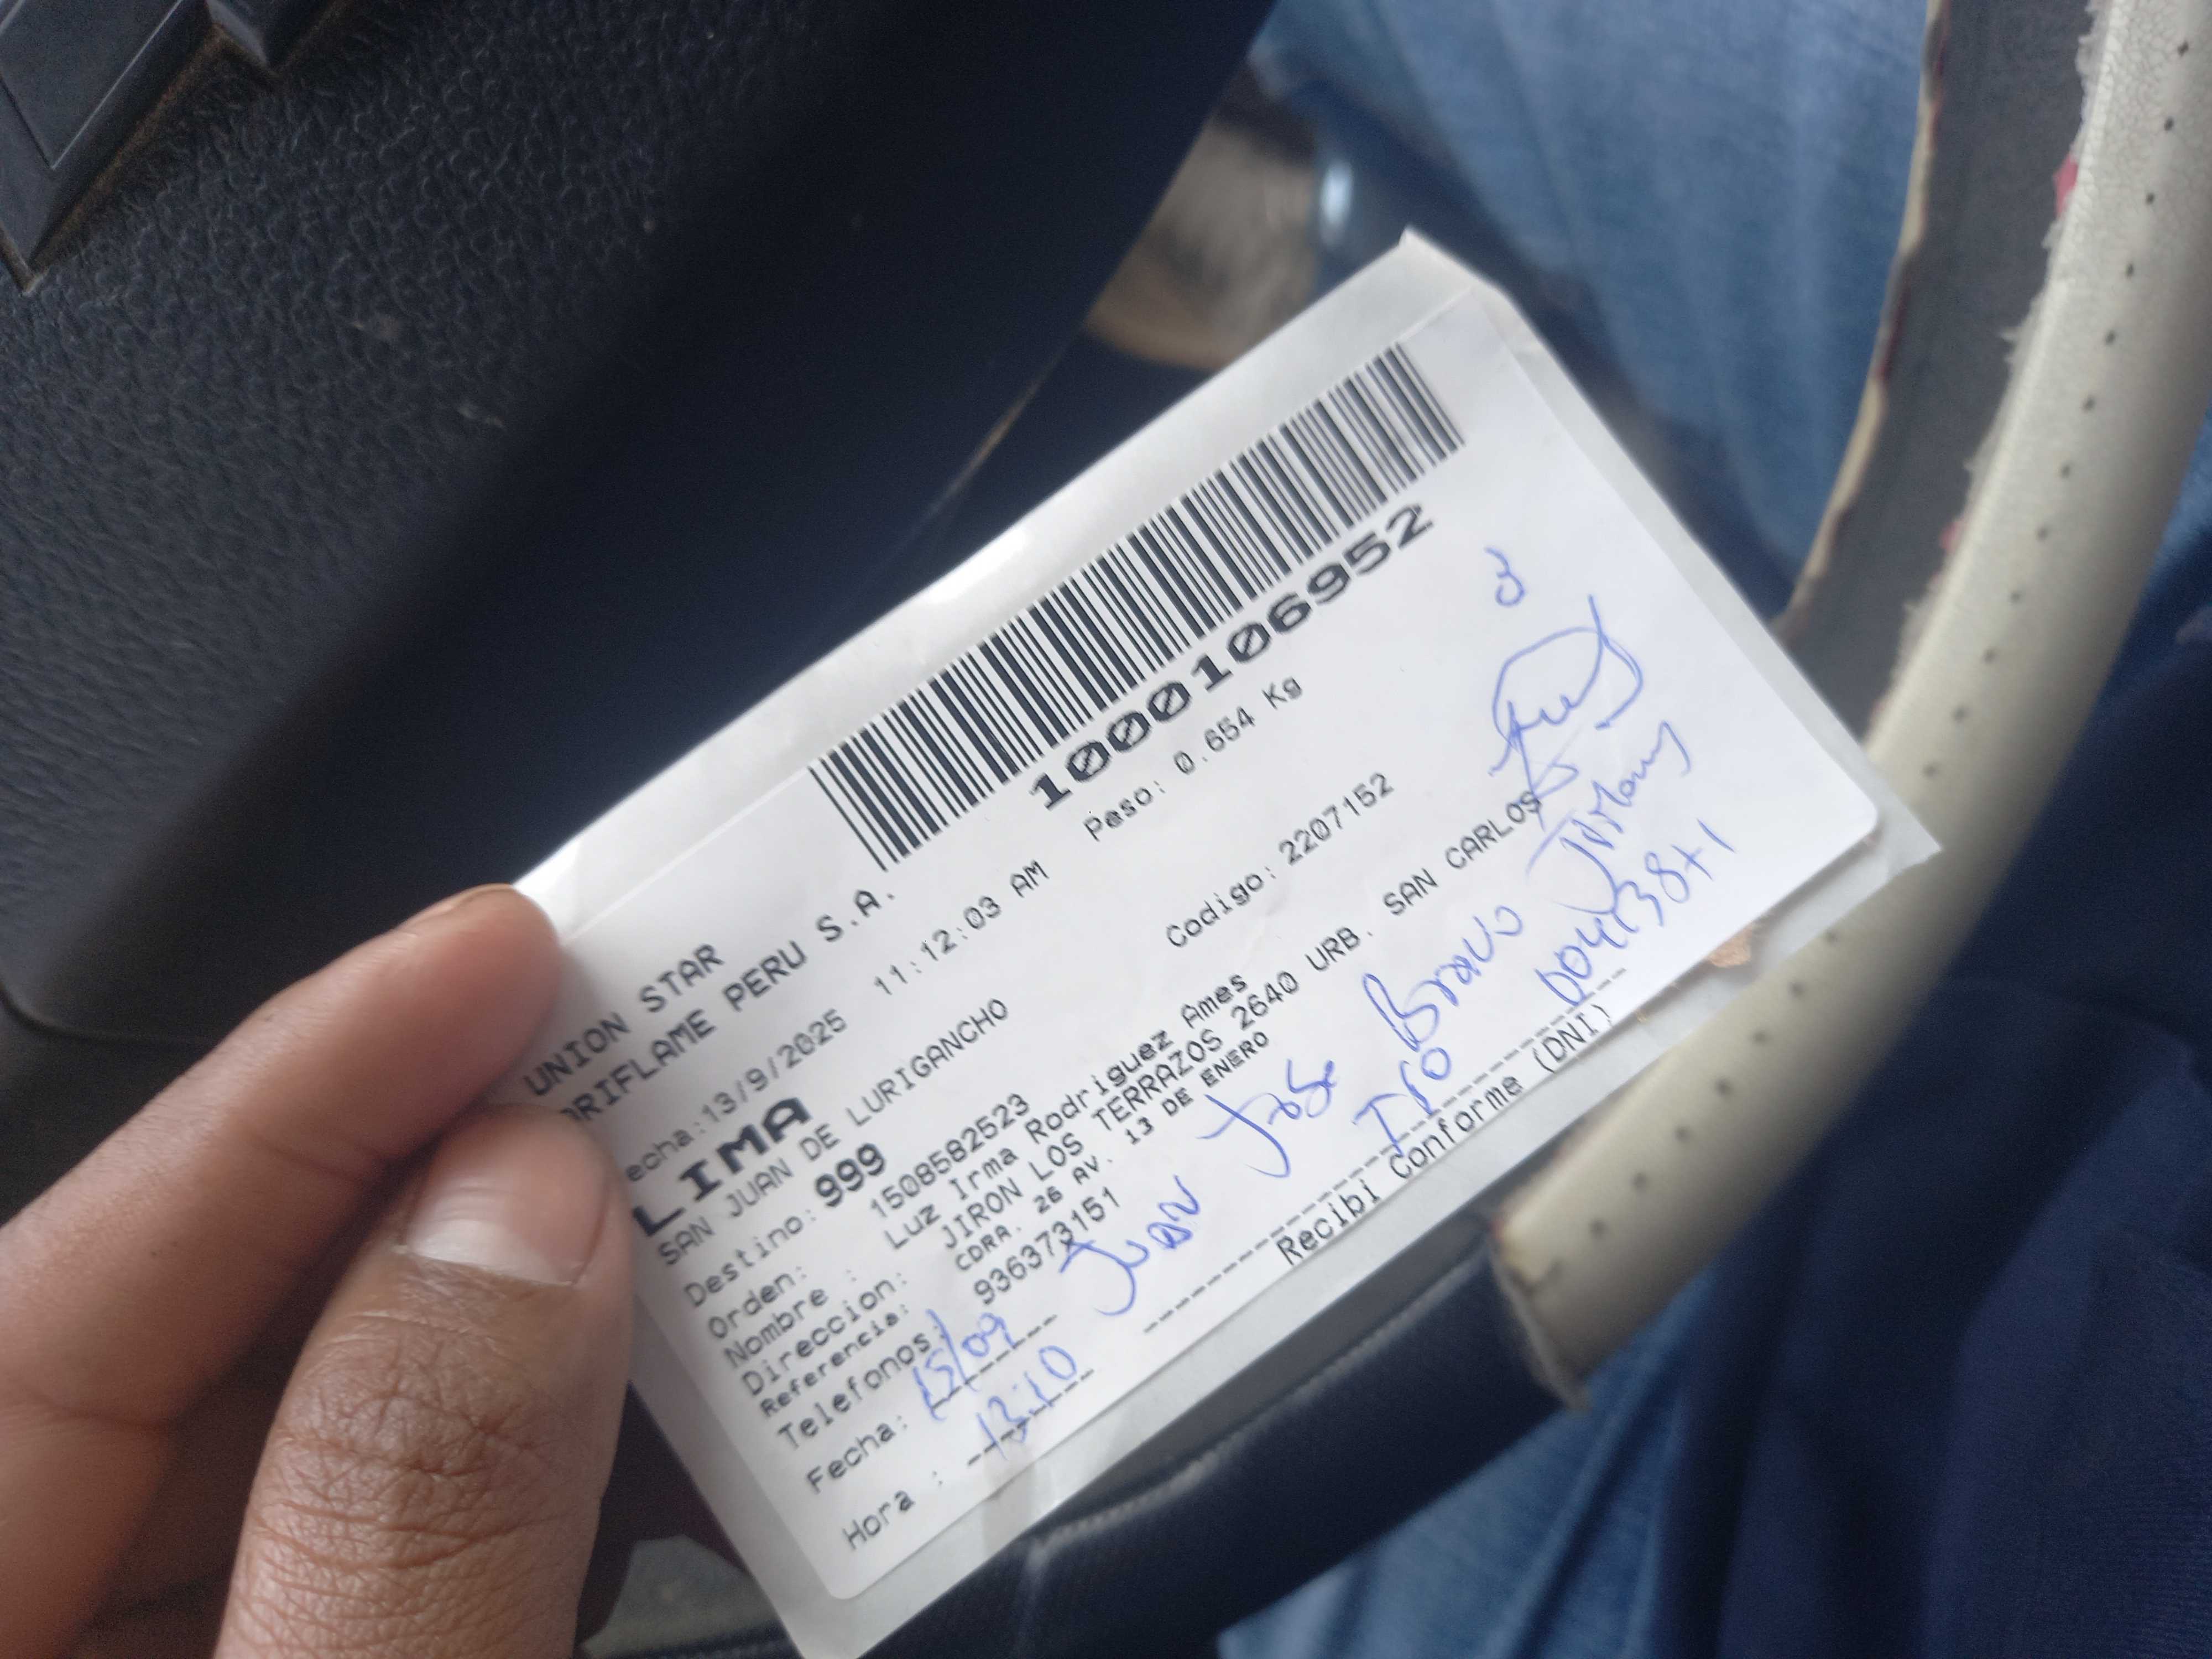 10000106952
UNION STAR
ORIFLAME PERU S.A.
echa:13/9/2025 11:12:03 AM Peso: 0.654 Kg
LIMA
SAN JUAN DE LURIGANCHO
Destino: 999 Codigo: 2207152
Orden: 1508582523
Nombre : Luz Irma Rodriguez Ames
Direccion: JIRON LOS TERRAZOS 2640 URB. SAN CARLOS
Referencia: CDRA. 26 AV. 13 DE ENERO
Telefonos: 936373151
Fecha: 15/09
Hora : 13:10
Juan Jose Bravo
Recibi Conforme (DNI)